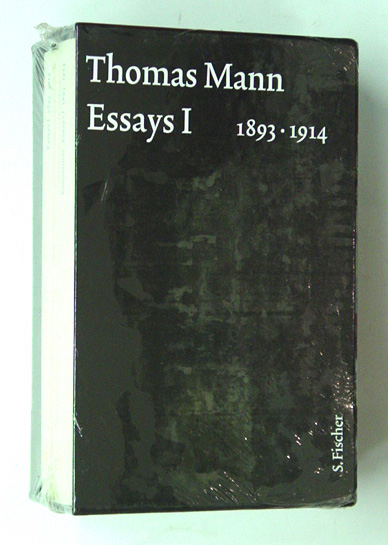 Thomas Mann
Essays I 1893 · 1914
S. Fischer